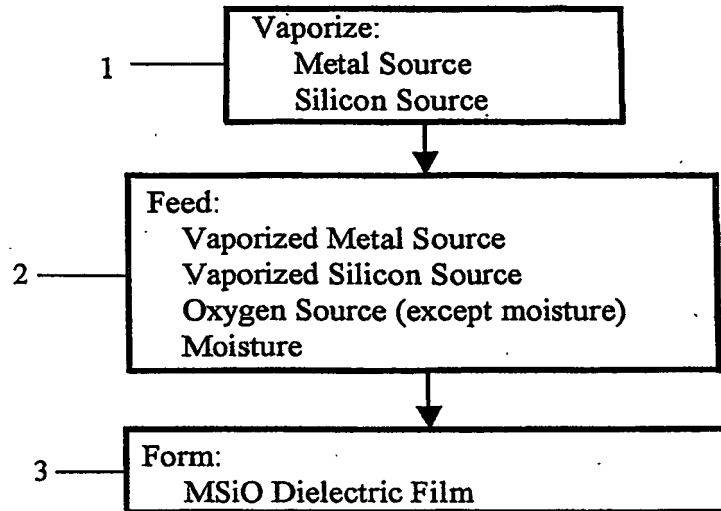 Vaporize:
1
Metal Source
Silicon Source
Feed:
Vaporized Metal Source
2
Vaporized Silicon Source
Oxygen Source (except moisture)
Moisture
Form:
3
MSiO Dielectric Film